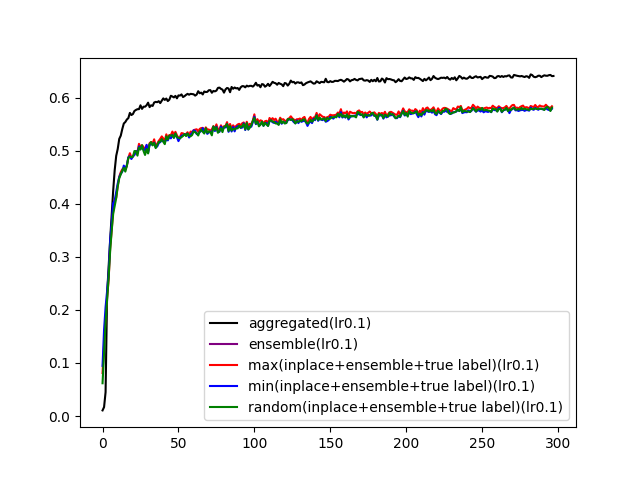 0.6
0.5
0.4
0.3
0.2
0.1
0.0
aggregated(lr0.1)
ensemble(lr0.1)
max(inplace+ensemble+true label)(lr0.1)
min(inplace+ensemble+true label)(lr0.1)
random(inplace+ensemble+true label)(lr0.1)
0 50 100 150 200 250 300